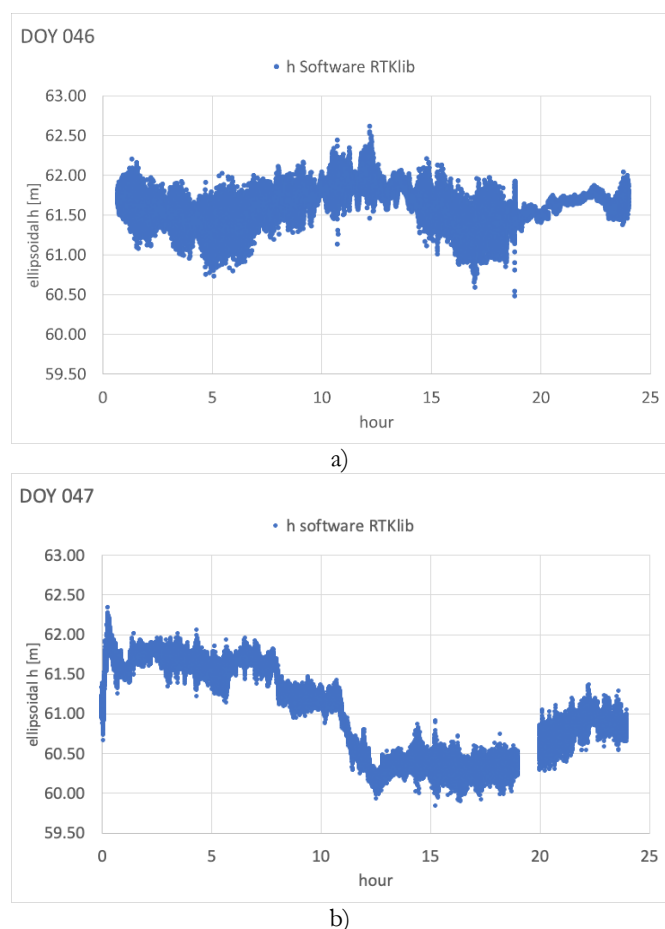 DOY 046
h Software RTKlib
63.00
62.50
62.00
61.50
61.00
60.50
60.00
59.50
ellipsoidal h [m]
0 5 10 15 20 25
hour
a)
DOY 047
h software RTKlib
63.00
62.50
62.00
61.50
61.00
60.50
60.00
59.50
ellipsoidal h [m]
0 5 10 15 20 25
hour
b)